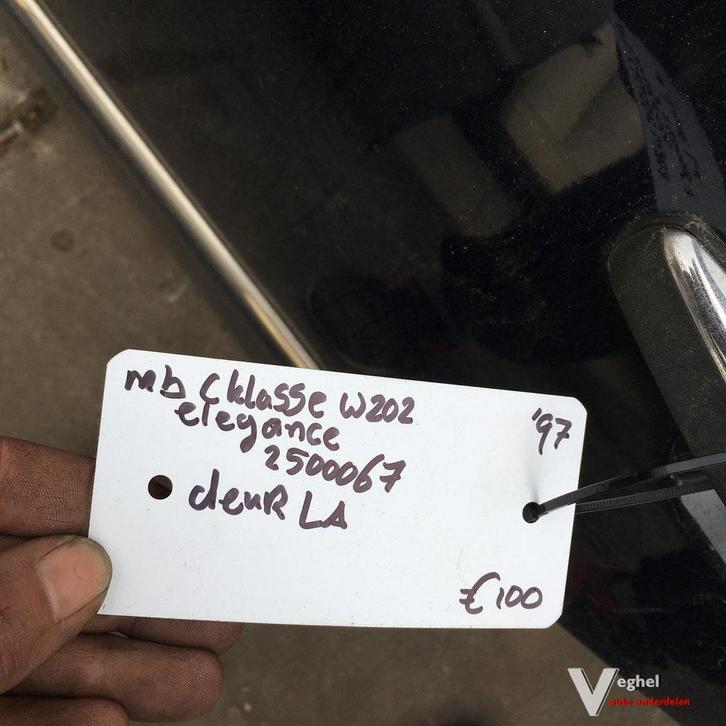 mb C klasse W202
'97
elegance
2500067
deuR LA
€100
Veghel
auto onderdelen